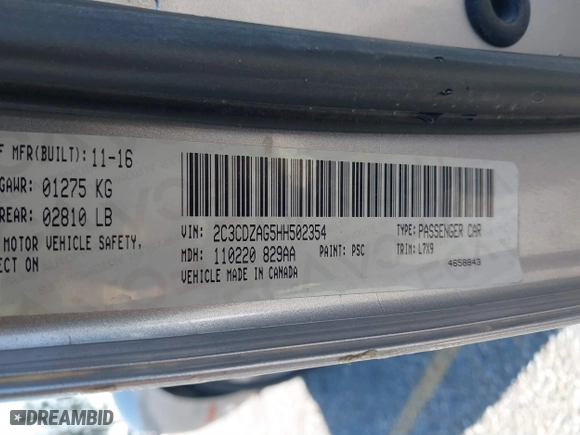 F MFR(BUILT): 11-16
GAWR: 01275 KG
REAR: 02810 LB
MOTOR VEHICLE SAFETY,
ECT ON
VIN: 2C3CDZAG5HH502354
TYPE: PASSENGER CAR
MDH: 110220 829AA
PAINT: PSC
TRIM: L7X9
VEHICLE MADE IN CANADA
4658843
DREAMBID